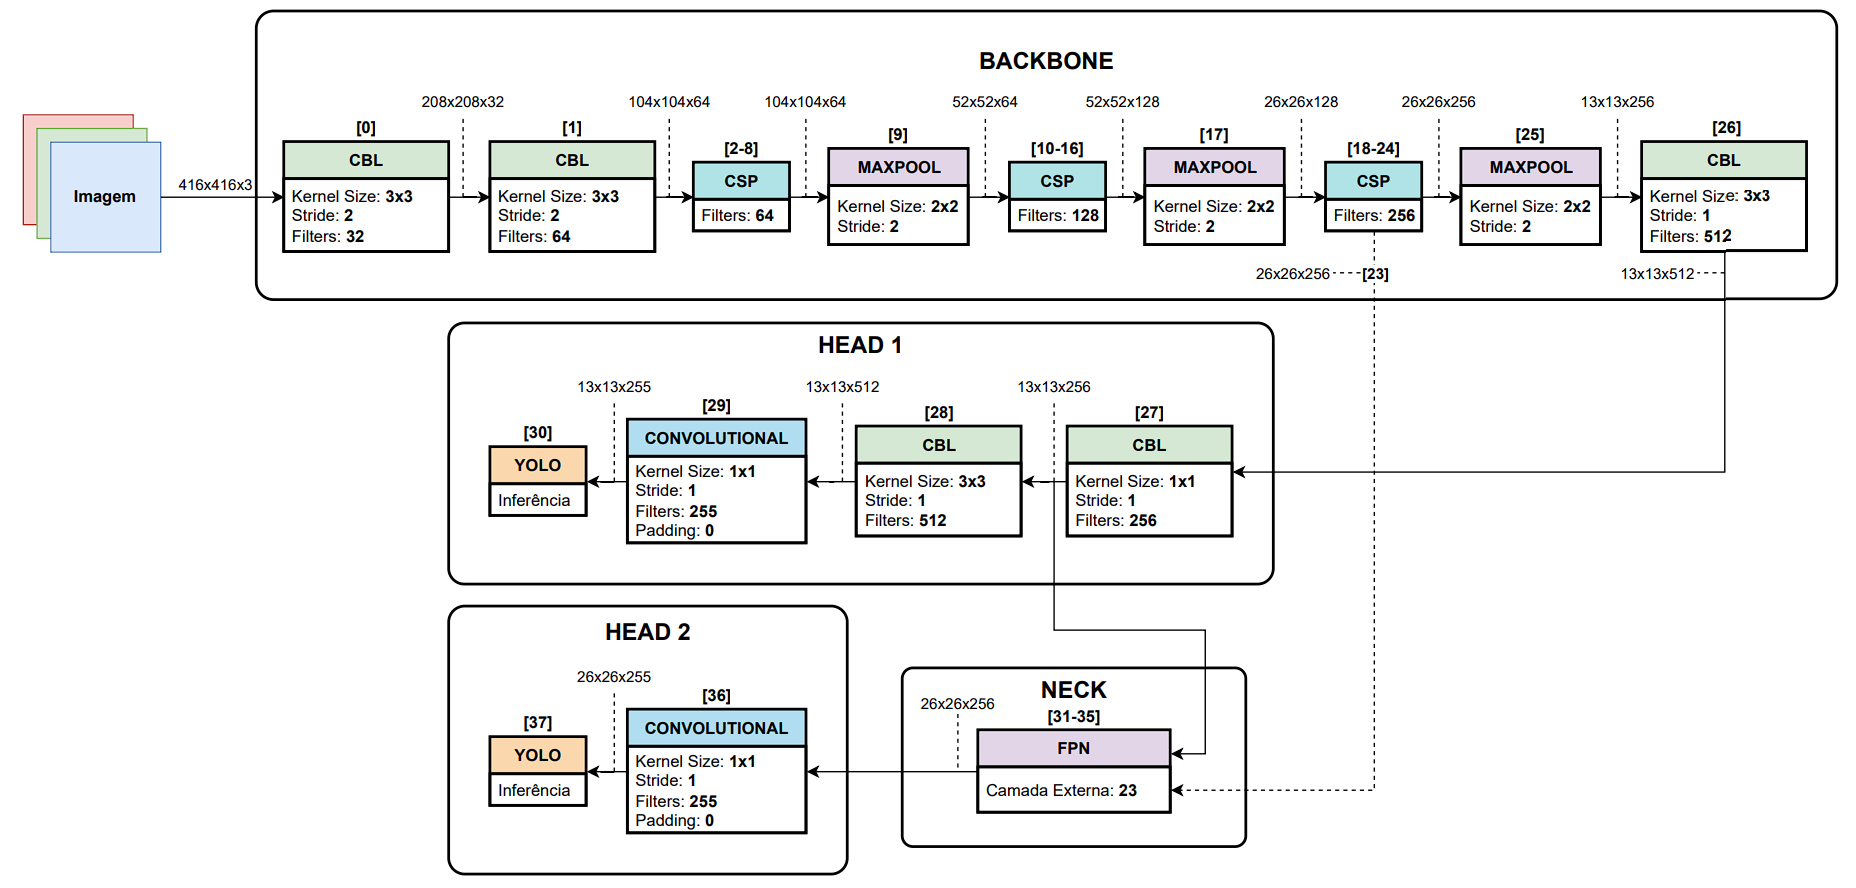 BACKBONE
208x208x32
104x104x64
104x104x64
52x52x64
52x52x128
26x26x128
26x26x256
13x13x256
Imagem
416x416x3
[0]
CBL
Kernel Size: 3x3
Stride: 2
Filters: 32
[1]
CBL
Kernel Size: 3x3
Stride: 2
Filters: 64
[2-8]
CSP
Filters: 64
[9]
MAXPOOL
Kernel Size: 2x2
Stride: 2
[10-16]
CSP
Filters: 128
[17]
MAXPOOL
Kernel Size: 2x2
Stride: 2
[18-24]
CSP
Filters: 256
[25]
MAXPOOL
Kernel Size: 2x2
Stride: 2
[26]
CBL
Kernel Size: 3x3
Stride: 1
Filters: 512
26x26x256
[23]
13x13x512
HEAD 1
13x13x255
13x13x512
13x13x256
[30]
YOLO
Inferência
[29]
CONVOLUTIONAL
Kernel Size: 1x1
Stride: 1
Filters: 255
Padding: 0
[28]
CBL
Kernel Size: 3x3
Stride: 1
Filters: 512
[27]
CBL
Kernel Size: 1x1
Stride: 1
Filters: 256
HEAD 2
26x26x255
[37]
YOLO
Inferência
[36]
CONVOLUTIONAL
Kernel Size: 1x1
Stride: 1
Filters: 255
Padding: 0
NECK
26x26x256
[31-35]
FPN
Camada Externa: 23